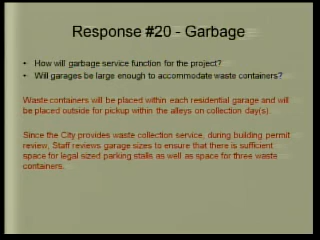 Response #20 - Garbage
• How will garbage service function for the project?
• Will garages be large enough to accommodate waste containers?
Waste containers will be placed within each residential garage and will
be placed outside for pickup within the alleys on collection day(s).
Since the City provides waste collection service, during building permit
review, Staff reviews garage sizes to ensure that there is sufficient
space for legal sized parking stalls as well as space for three waste
containers.